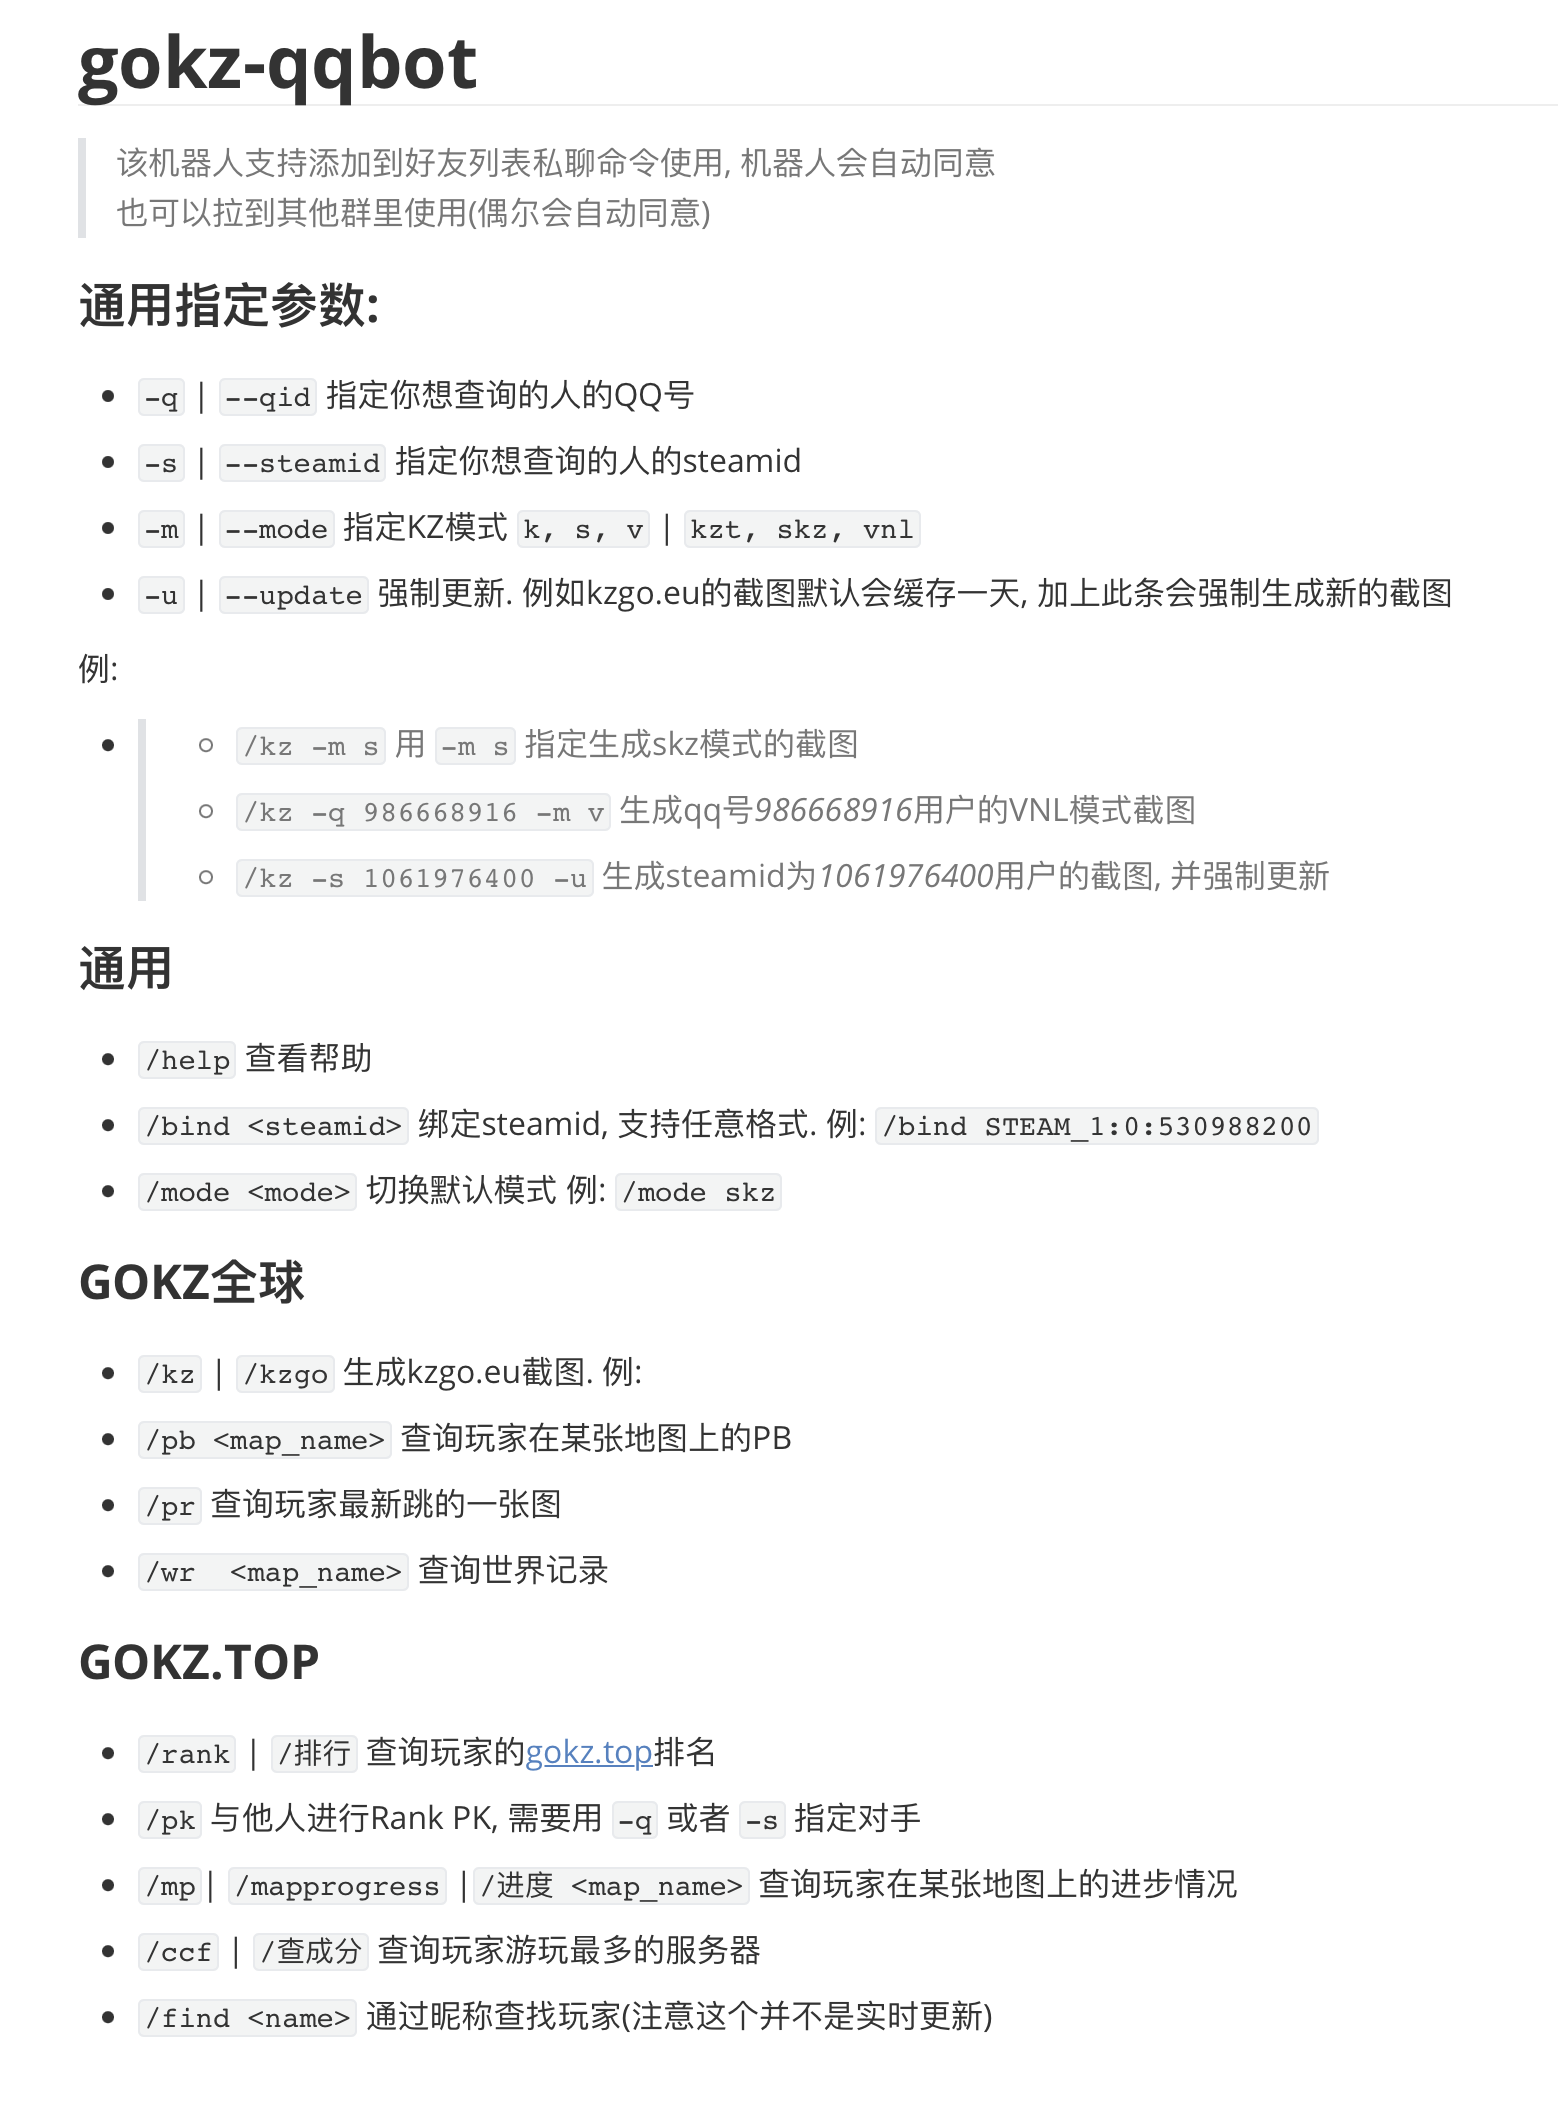 gokz-qqbot
该机器人支持添加到好友列表私聊命令使用, 机器人会自动同意
也可以拉到其他群里使用(偶尔会自动同意)
通用指定参数:
-q | --qid 指定你想查询的人的QQ号
-s | --steamid 指定你想查询的人的steamid
-m | --mode 指定KZ模式 k, s, v | kzt, skz, vnl
-u | --update 强制更新. 例如kzgo.eu的截图默认会缓存一天, 加上此条会强制生成新的截图
例:
/kz -m s 用 -m s 指定生成skz模式的截图
/kz -q 986668916 -m v 生成qq号986668916用户的VNL模式截图
/kz -s 1061976400 -u 生成steamid为1061976400用户的截图, 并强制更新
通用
/help 查看帮助
/bind <steamid> 绑定steamid, 支持任意格式. 例: /bind STEAM_1:0:530988200
/mode <mode> 切换默认模式 例: /mode skz
GOKZ全球
/kz | /kzgo 生成kzgo.eu截图. 例:
/pb <map_name> 查询玩家在某张地图上的PB
/pr 查询玩家最新跳的一张图
/wr  <map_name> 查询世界记录
GOKZ.TOP
/rank | /排行 查询玩家的gokz.top排名
/pk 与他人进行Rank PK, 需要用 -q 或者 -s 指定对手
/mp| /mapprogress |/进度 <map_name> 查询玩家在某张地图上的进步情况
/ccf | /查成分 查询玩家游玩最多的服务器
/find <name> 通过昵称查找玩家(注意这个并不是实时更新)